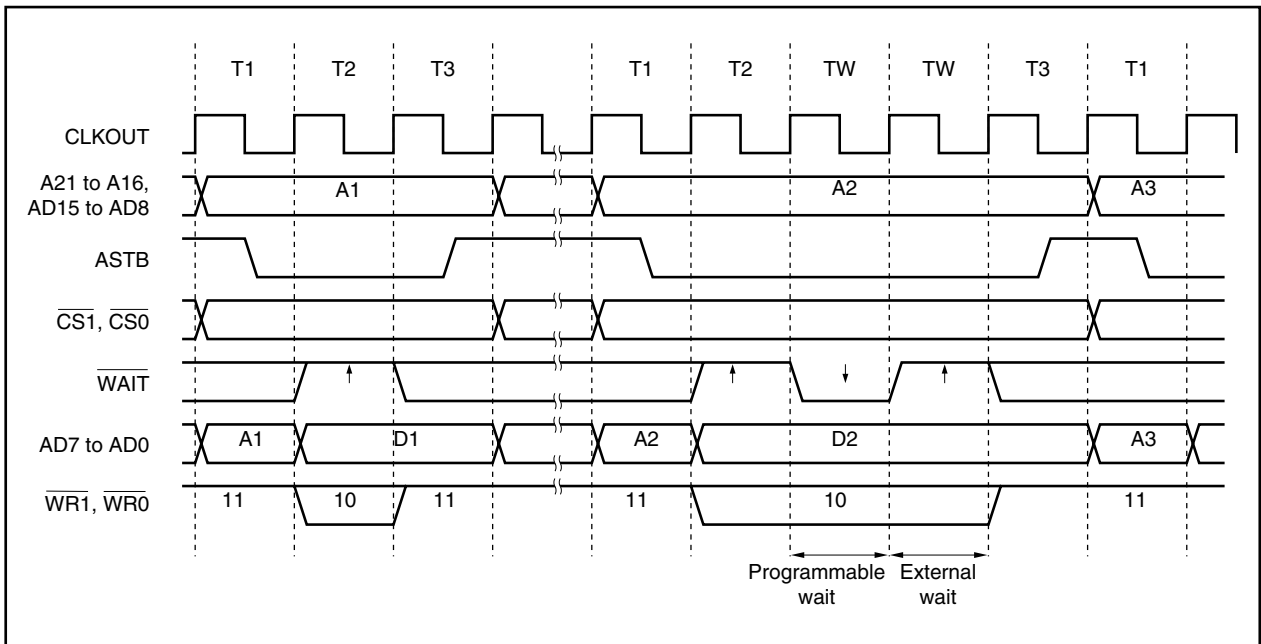 T1 T2 T3 T1 T2 TW TW T3 T1
CLKOUT
A21 to A16,
AD15 to AD8
A1 A2 A3
ASTB
CS1, CS0
WAIT
AD7 to AD0
A1 D1 A2 D2 A3
WR1, WR0
11 10 11 11 10 11
Programmable
wait
External
wait